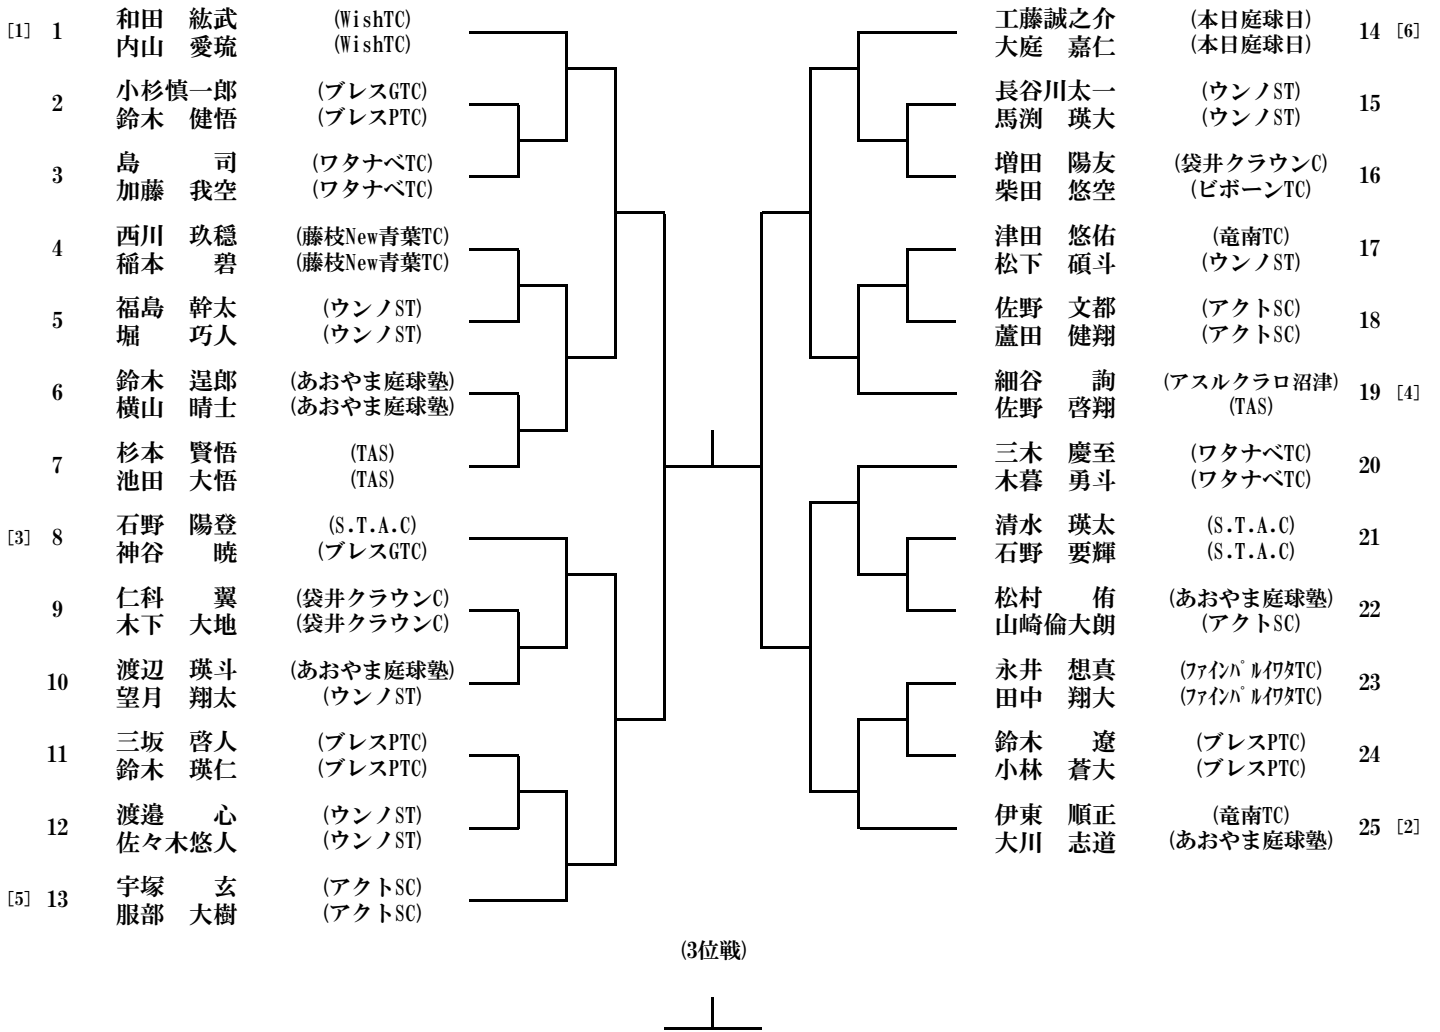 [1] 1 和田 紘武 (WishTC)
内山 愛琉 (WishTC)
2 小杉慎一郎 (ブレスGTC)
鈴木 健悟 (ブレスPTC)
3 島 司 (ワタナベTC)
加藤 我空 (ワタナベTC)
4 西川 玖穏 (藤枝New青葉TC)
稲本 碧 (藤枝New青葉TC)
5 福島 幹太 (ウンノST)
堀 巧人 (ウンノST)
6 鈴木 逞郎 (あおやま庭球塾)
横山 晴士 (あおやま庭球塾)
7 杉本 賢悟 (TAS)
池田 大悟 (TAS)
[3] 8 石野 陽登 (S.T.A.C)
神谷 暁 (ブレスGTC)
9 仁科 翼 (袋井クラウンC)
木下 大地 (袋井クラウンC)
10 渡辺 瑛斗 (あおやま庭球塾)
望月 翔太 (ウンノST)
11 三坂 啓人 (ブレスPTC)
鈴木 瑛仁 (ブレスPTC)
12 渡邉 心 (ウンノST)
佐々木悠人 (ウンノST)
[5] 13 宇塚 玄 (アクトSC)
服部 大樹 (アクトSC)
工藤誠之介 (本日庭球日) 14 [6]
大庭 嘉仁 (本日庭球日)
長谷川太一 (ウンノST) 15
馬渕 瑛大 (ウンノST)
増田 陽友 (袋井クラウンC) 16
柴田 悠空 (ビボーンTC)
津田 悠佑 (竜南TC) 17
松下 碩斗 (ウンノST)
佐野 文都 (アクトSC) 18
蘆田 健翔 (アクトSC)
細谷 詢 (アスルクラロ沼津) 19 [4]
佐野 啓翔 (TAS)
三木 慶至 (ワタナベTC) 20
木暮 勇斗 (ワタナベTC)
清水 瑛太 (S.T.A.C) 21
石野 要輝 (S.T.A.C)
松村 侑 (あおやま庭球塾) 22
山崎倫大朗 (アクトSC)
永井 想真 (ﾌｧｲﾝﾊﾟﾙｲﾜﾀTC) 23
田中 翔大 (ﾌｧｲﾝﾊﾟﾙｲﾜﾀTC)
鈴木 遼 (ブレスPTC) 24
小林 蒼大 (ブレスPTC)
伊東 順正 (竜南TC) 25 [2]
大川 志道 (あおやま庭球塾)
(3位戦)